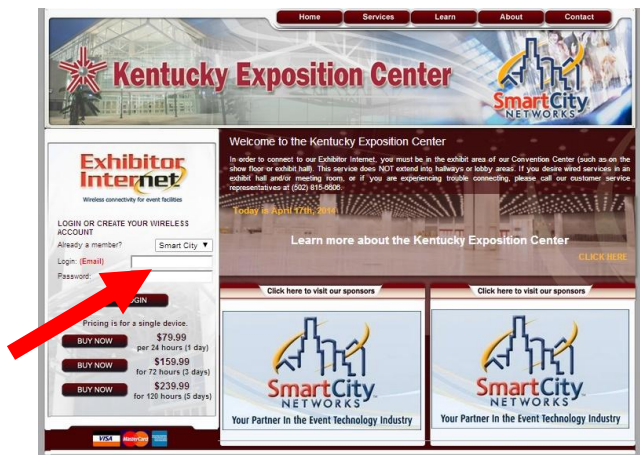 Home Services Learn About Contact
Kentucky Exposition Center
SmartCity
NETWORKS
Exhibitor
Internet
Wireless connectivity for event facilities
LOGIN OR CREATE YOUR WIRELESS
ACCOUNT
Already a member? Smart City ▼
Login: (Email)
Password:
OGIN
Pricing is for a single device.
BUY NOW $79.99
per 24 hours (1 day)
BUY NOW $159.99
for 72 hours (3 days)
BUY NOW $239.99
for 120 hours (5 days)
VISA MasterCard
Welcome to the Kentucky Exposition Center
In order to connect to our Exhibitor Internet, you must be in the exhibit area of our Convention Center (such as on the
show floor or exhibit hall). This service does NOT extend into hallways or lobby areas. If you desire wired services in an
exhibit hall and/or meeting room, or if you are experiencing trouble connecting, please call our customer service
representatives at (502) 815-6606.
Today is April 17th, 2014
Learn more about the Kentucky Exposition Center
CLICK HERE
Click here to visit our sponsors
SmartCity
NETWORKS
Your Partner In the Event Technology Industry
Click here to visit our sponsors
SmartCity
NETWORKS
Your Partner In the Event Technology Industry